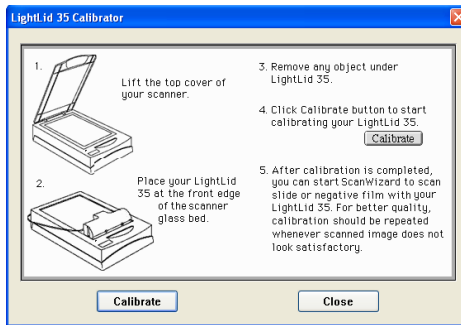 LightLid 35 Calibrator
1.
Lift the top cover of
your scanner.
2.
Place your LightLid
35 at the front edge
of the scanner
glass bed.
3. Remove any object under
LightLid 35.
4. Click Calibrate button to start
calibrating your LightLid 35.
Calibrate
5. After calibration is completed,
you can start ScanWizard to scan
slide or negative film with your
LightLid 35. For better quality,
calibration should be repeated
whenever scanned image does not
look satisfactory.
Calibrate
Close